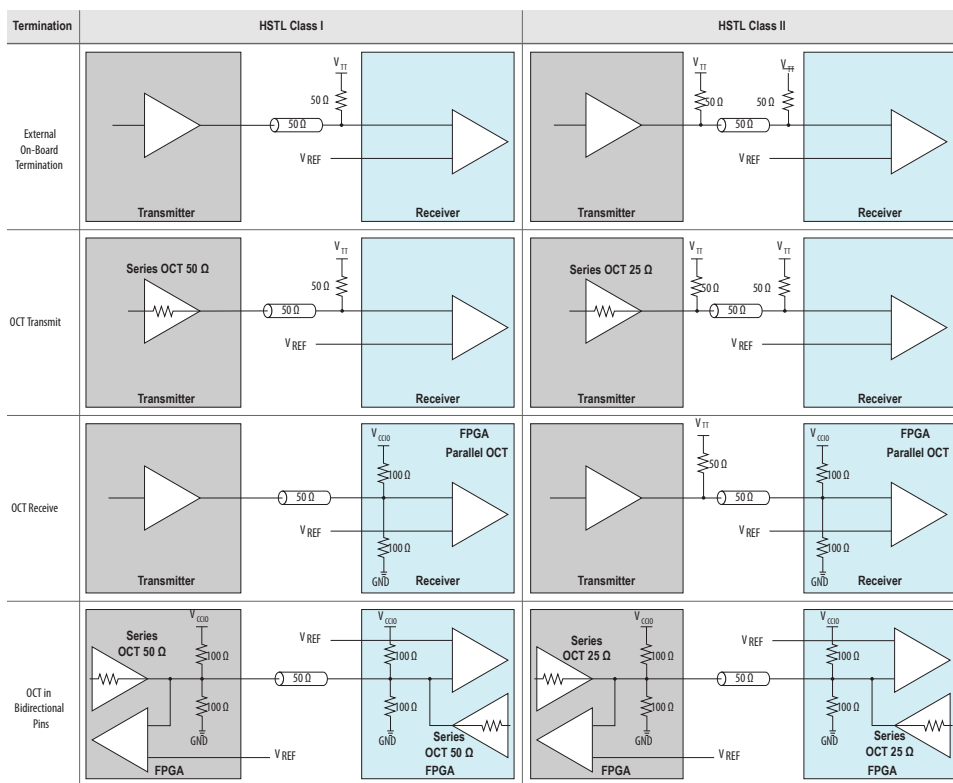 Termination
HSTL Class I
HSTL Class II
External
On-Board
Termination
V TT
50 Ω
50 Ω
V REF
Transmitter
Receiver
V TT
V TT
50 Ω
50 Ω
50 Ω
V REF
Transmitter
Receiver
OCT Transmit
Series OCT 50 Ω
V TT
50 Ω
50 Ω
V REF
Transmitter
Receiver
Series OCT 25 Ω
V TT
V TT
50 Ω
50 Ω
50 Ω
V REF
Transmitter
Receiver
OCT Receive
V CCIO
FPGA
Parallel OCT
100 Ω
50 Ω
V REF
100 Ω
GND
Transmitter
Receiver
V TT
50 Ω
V CCIO
FPGA
Parallel OCT
100 Ω
50 Ω
V REF
100 Ω
GND
Transmitter
Receiver
OCT in
Bidirectional
Pins
Series
OCT 50 Ω
V CCIO
100 Ω
100 Ω
GND
V REF
50 Ω
V CCIO
100 Ω
100 Ω
GND
V REF
Series
OCT 50 Ω
FPGA
FPGA
Series
OCT 25 Ω
V CCIO
100 Ω
100 Ω
GND
V REF
50 Ω
V CCIO
100 Ω
100 Ω
GND
V REF
Series
OCT 25 Ω
FPGA
FPGA